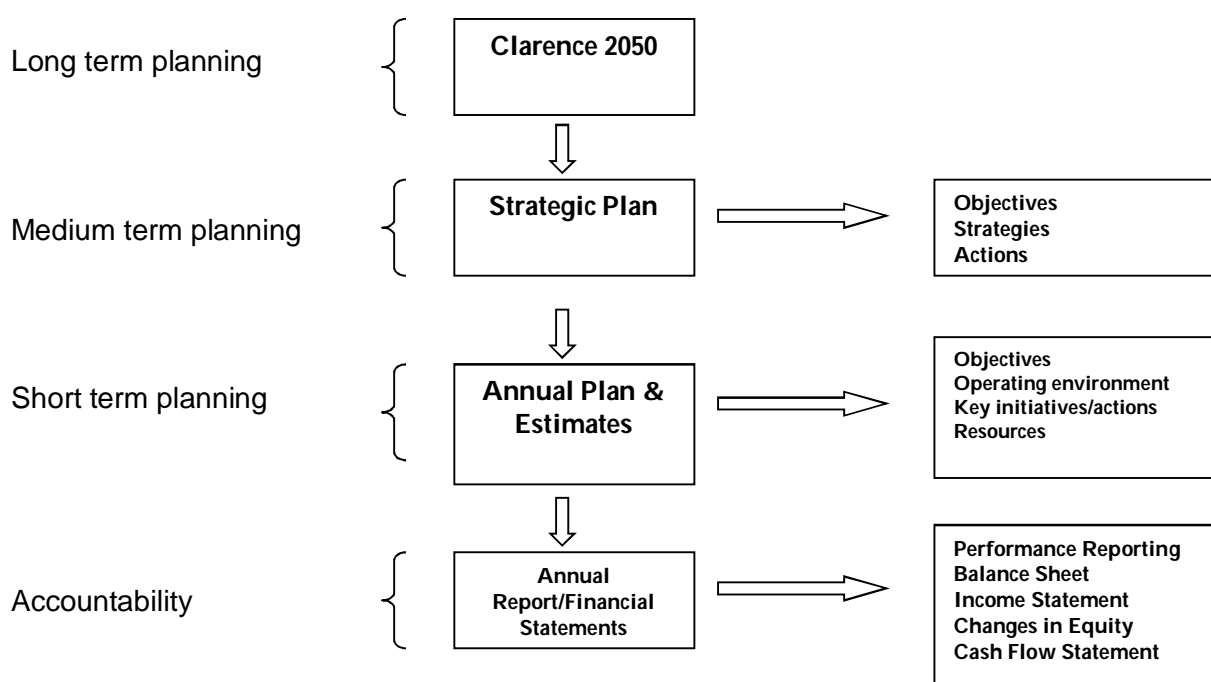 Long term planning
Clarence 2050
Medium term planning
Strategic Plan
Objectives
Strategies
Actions
Short term planning
Annual Plan &
Estimates
Objectives
Operating environment
Key initiatives/actions
Resources
Accountability
Annual
Report/Financial
Statements
Performance Reporting
Balance Sheet
Income Statement
Changes in Equity
Cash Flow Statement